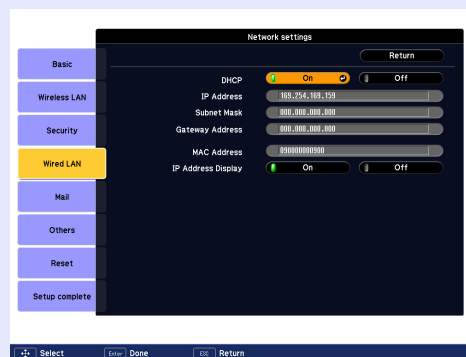 Network settings
Return
Basic
DHCP On Off
Wireless LAN
IP Address 169.254.169.159
Subnet Mask 000.000.000.000
Security
Gateway Address 000.000.000.000
MAC Address 090800000900
Wired LAN
IP Address Display On Off
Mail
Others
Reset
Setup complete
Select Enter Done ESC Return